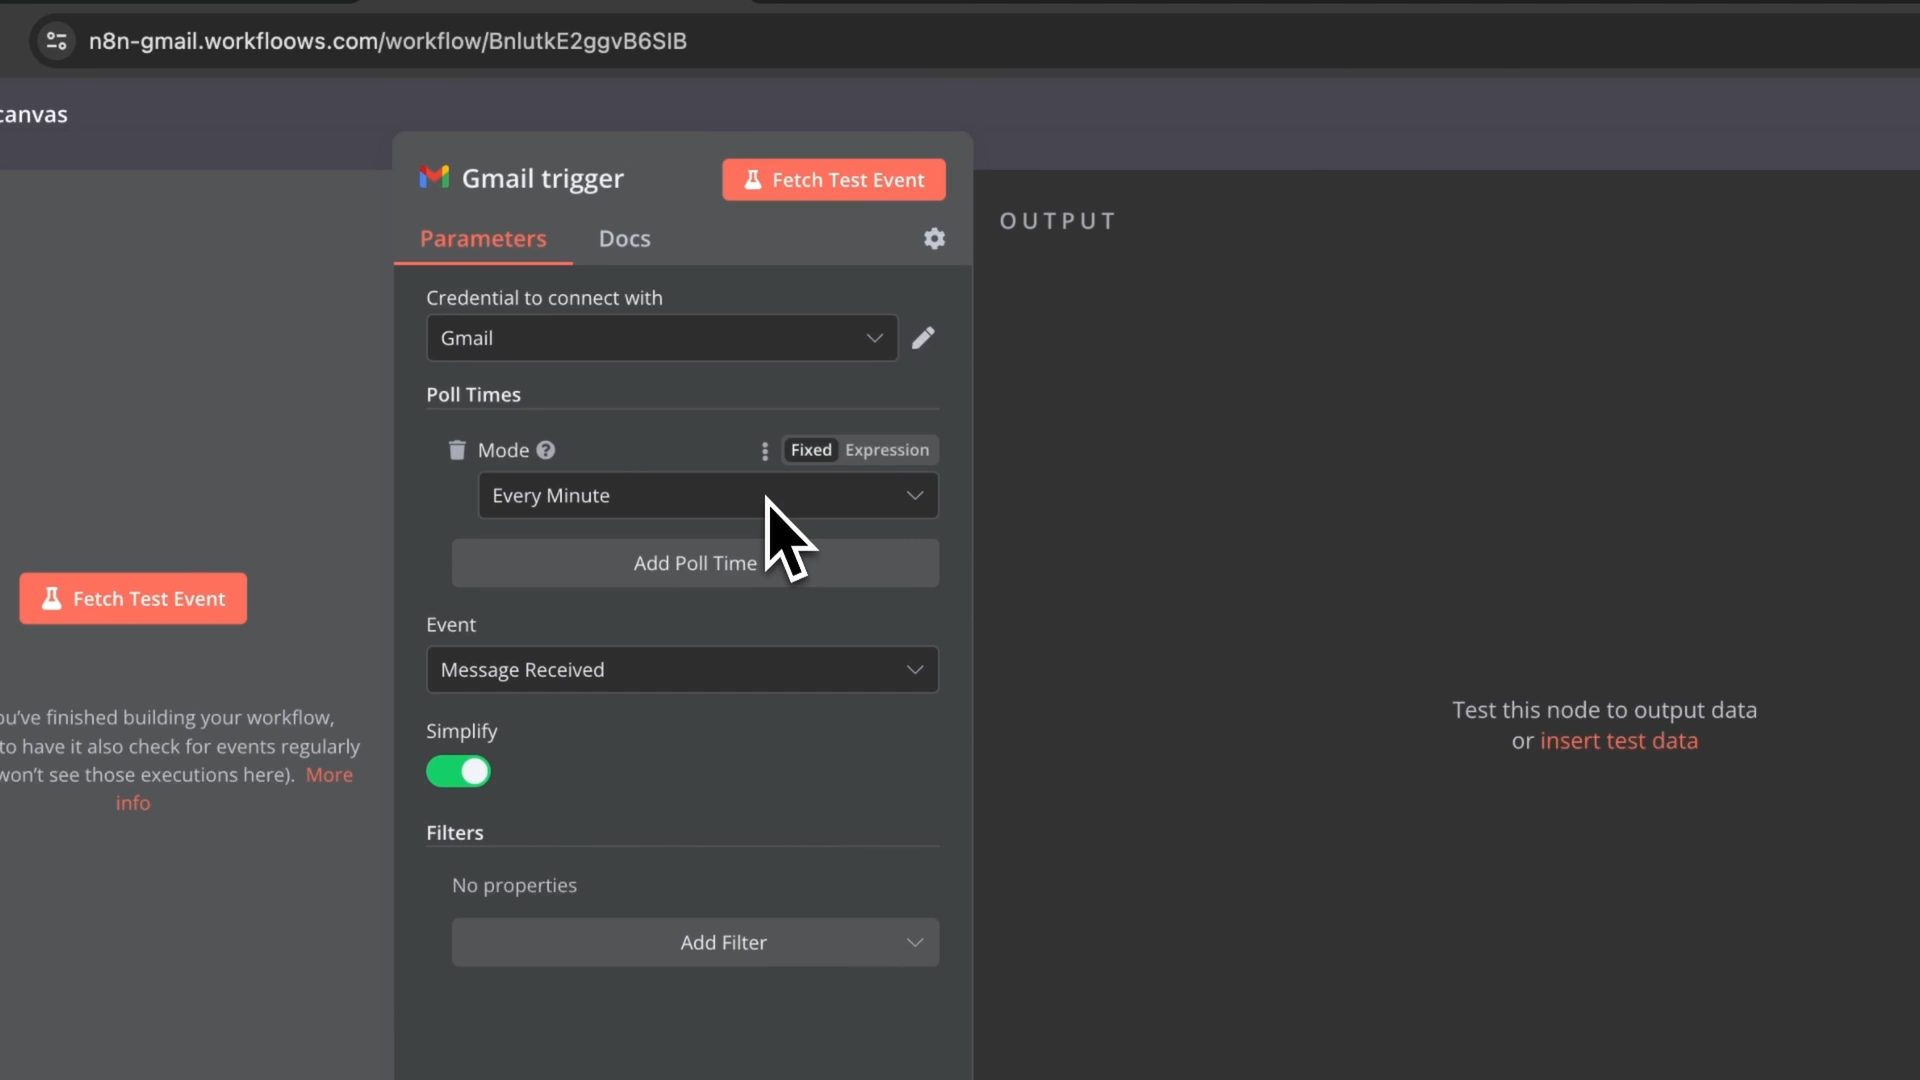 n8n-gmail.workfloows.com/workflow/BnlutkE2ggvB6SIB
canvas
Gmail trigger
Fetch Test Event
Parameters
Docs
OUTPUT
Credential to connect with
Gmail
Poll Times
Mode
Fixed
Expression
Every Minute
Add Poll Time
Fetch Test Event
Event
Message Received
ou've finished building your workflow,
to have it also check for events regularly
won't see those executions here). More
info
Simplify
Test this node to output data
or insert test data
Filters
No properties
Add Filter